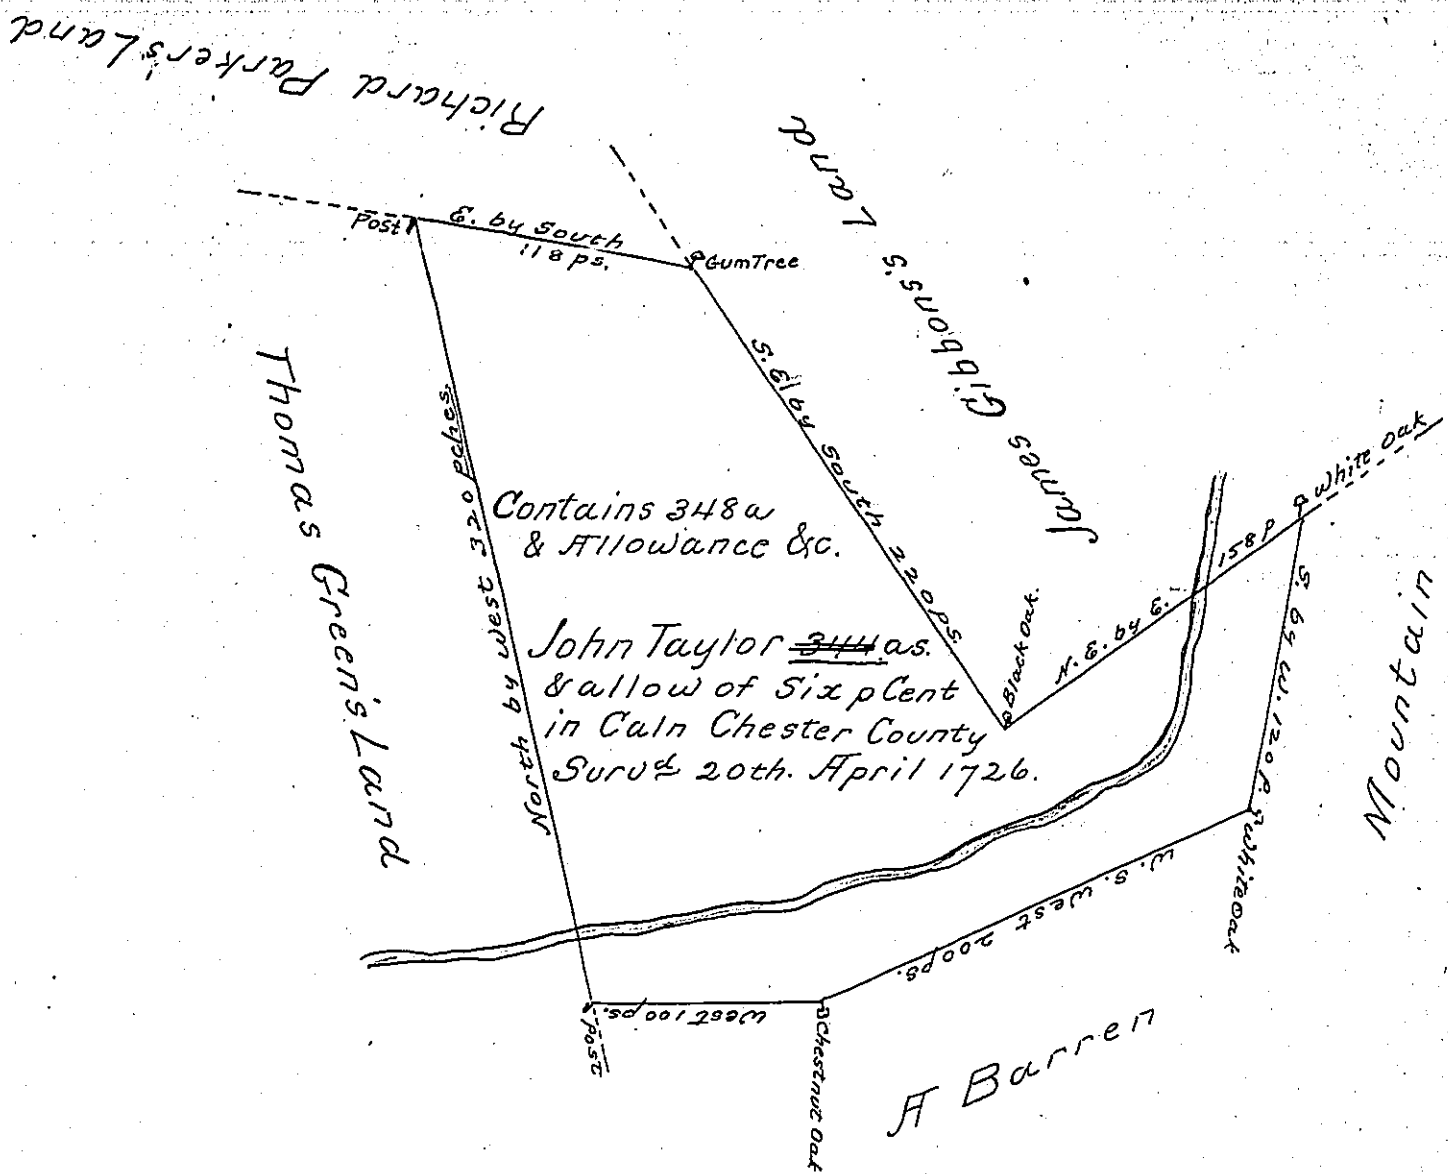 Richard Parker's Land
James Gibbons's Land
Post
E. by South
118 ps.
Gum Tree
S. E. by South 220 ps.
Black Oak.
N. E. by E. 158 P
White Oak
S. by W. 120 P.
White Oak
Mountain
W. S. West 200 ps.
Chestnut Oak
West 100 ps.
Post
North by West 320 pches.
Thomas Green's Land
A Barren
Contains 348 a
& Allowance &c.
John Taylor 344 as.
& allow of Six p Cent
in Caln Chester County
Survd 20th. April 1726.